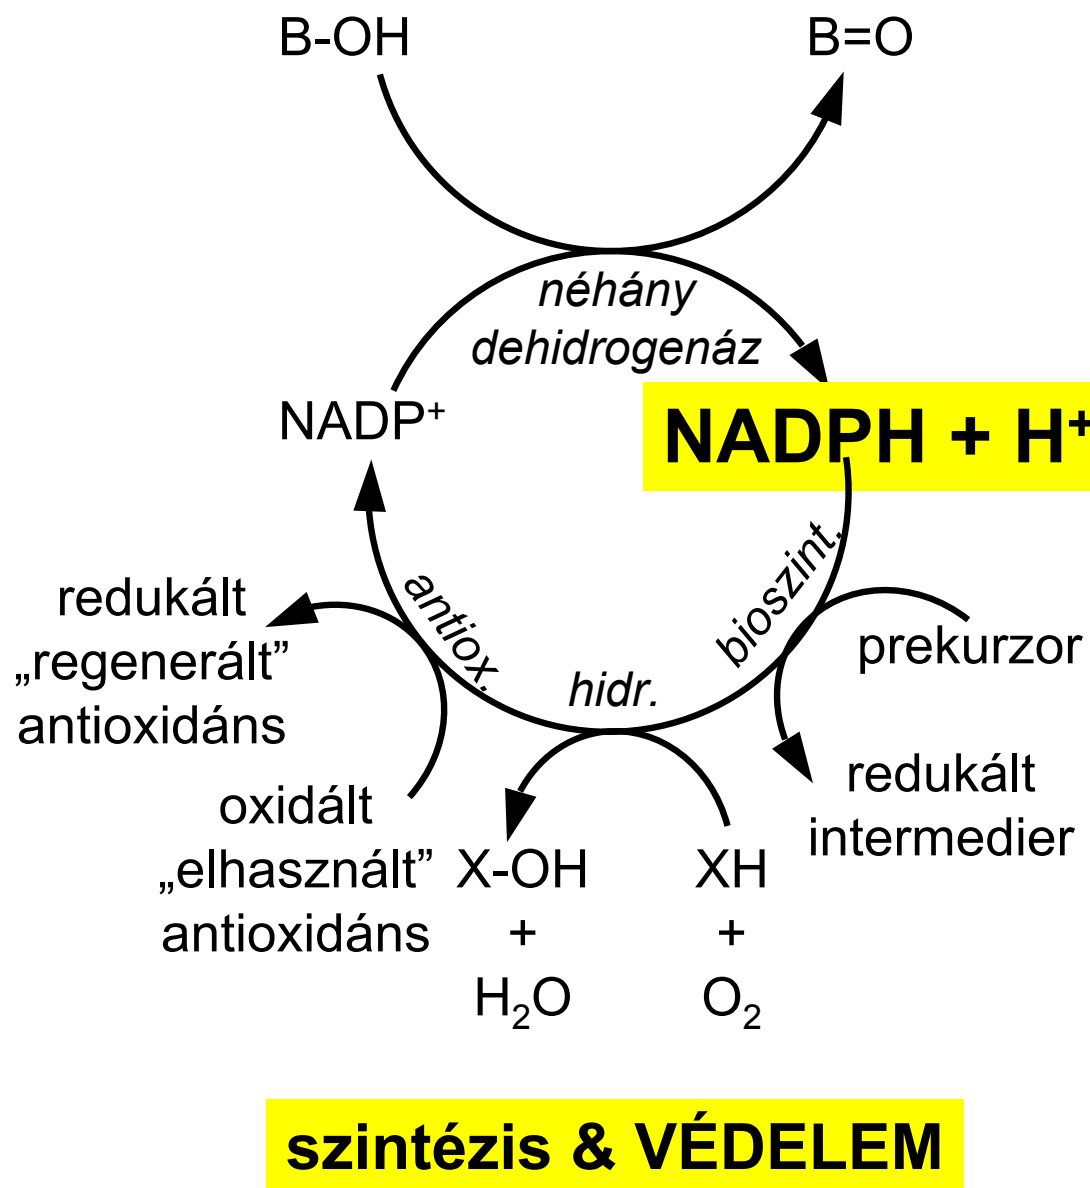 B-OH
B=O
néhány
dehidrogenáz
NADP⁺
NADPH + H⁺
antiox.
bioszint.
hidr.
redukált
„regenerált”
antioxidáns
prekurzor
oxidált
„elhasznált”
antioxidáns
redukált
intermedier
X-OH
+
H₂O
XH
+
O₂
szintézis & VÉDELEM